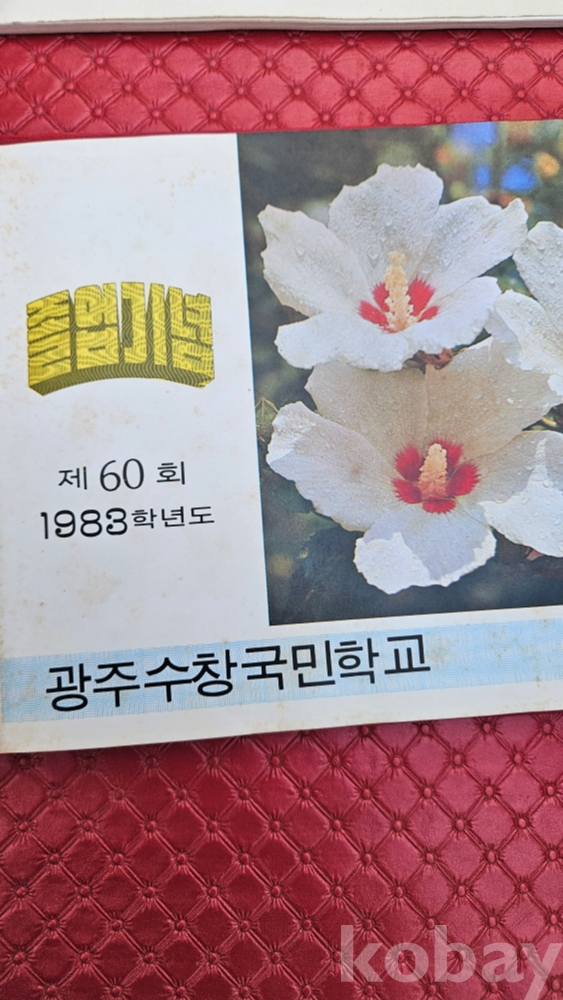 졸업기념
제 60 회
1983학년도
광주수창국민학교
kobay